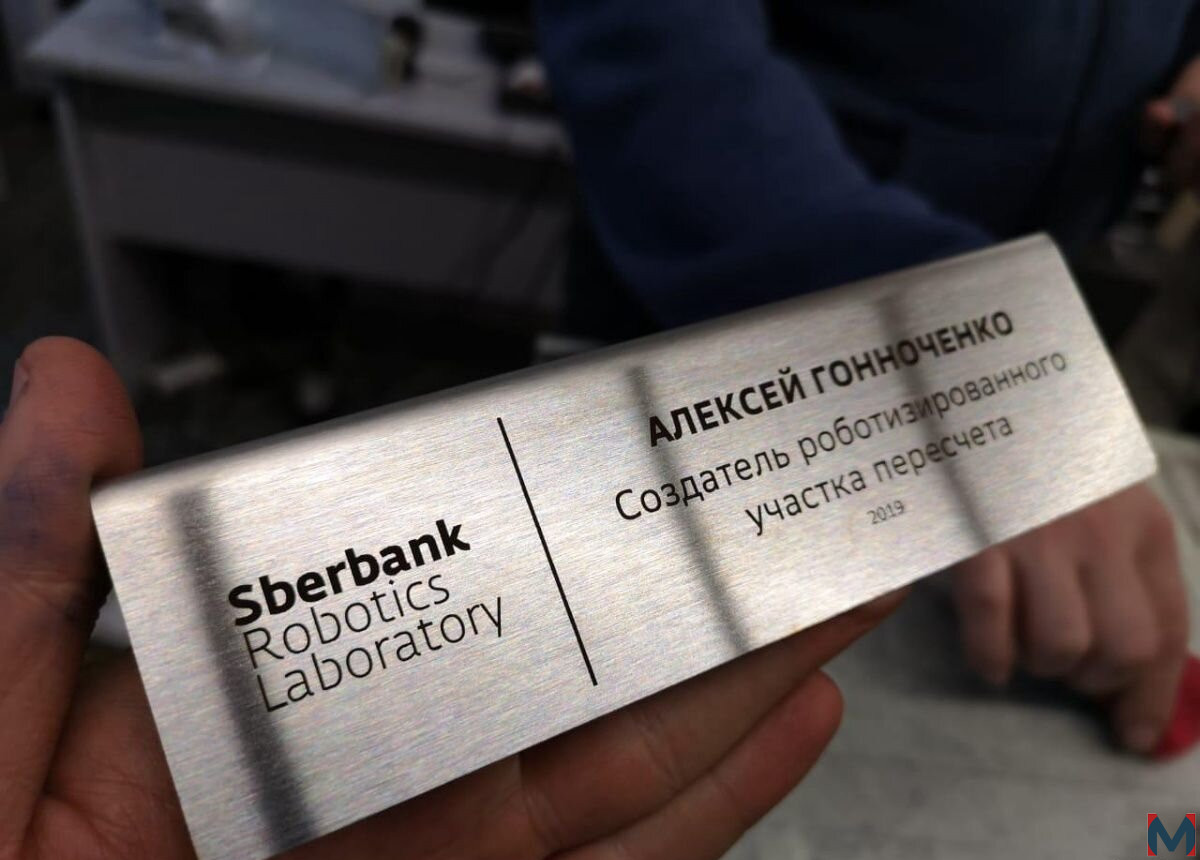 Sberbank
Robotics
Laboratory
АЛЕКСЕЙ ГОННОЧЕНКО
Создатель роботизированного
участка пересчета
2019
M